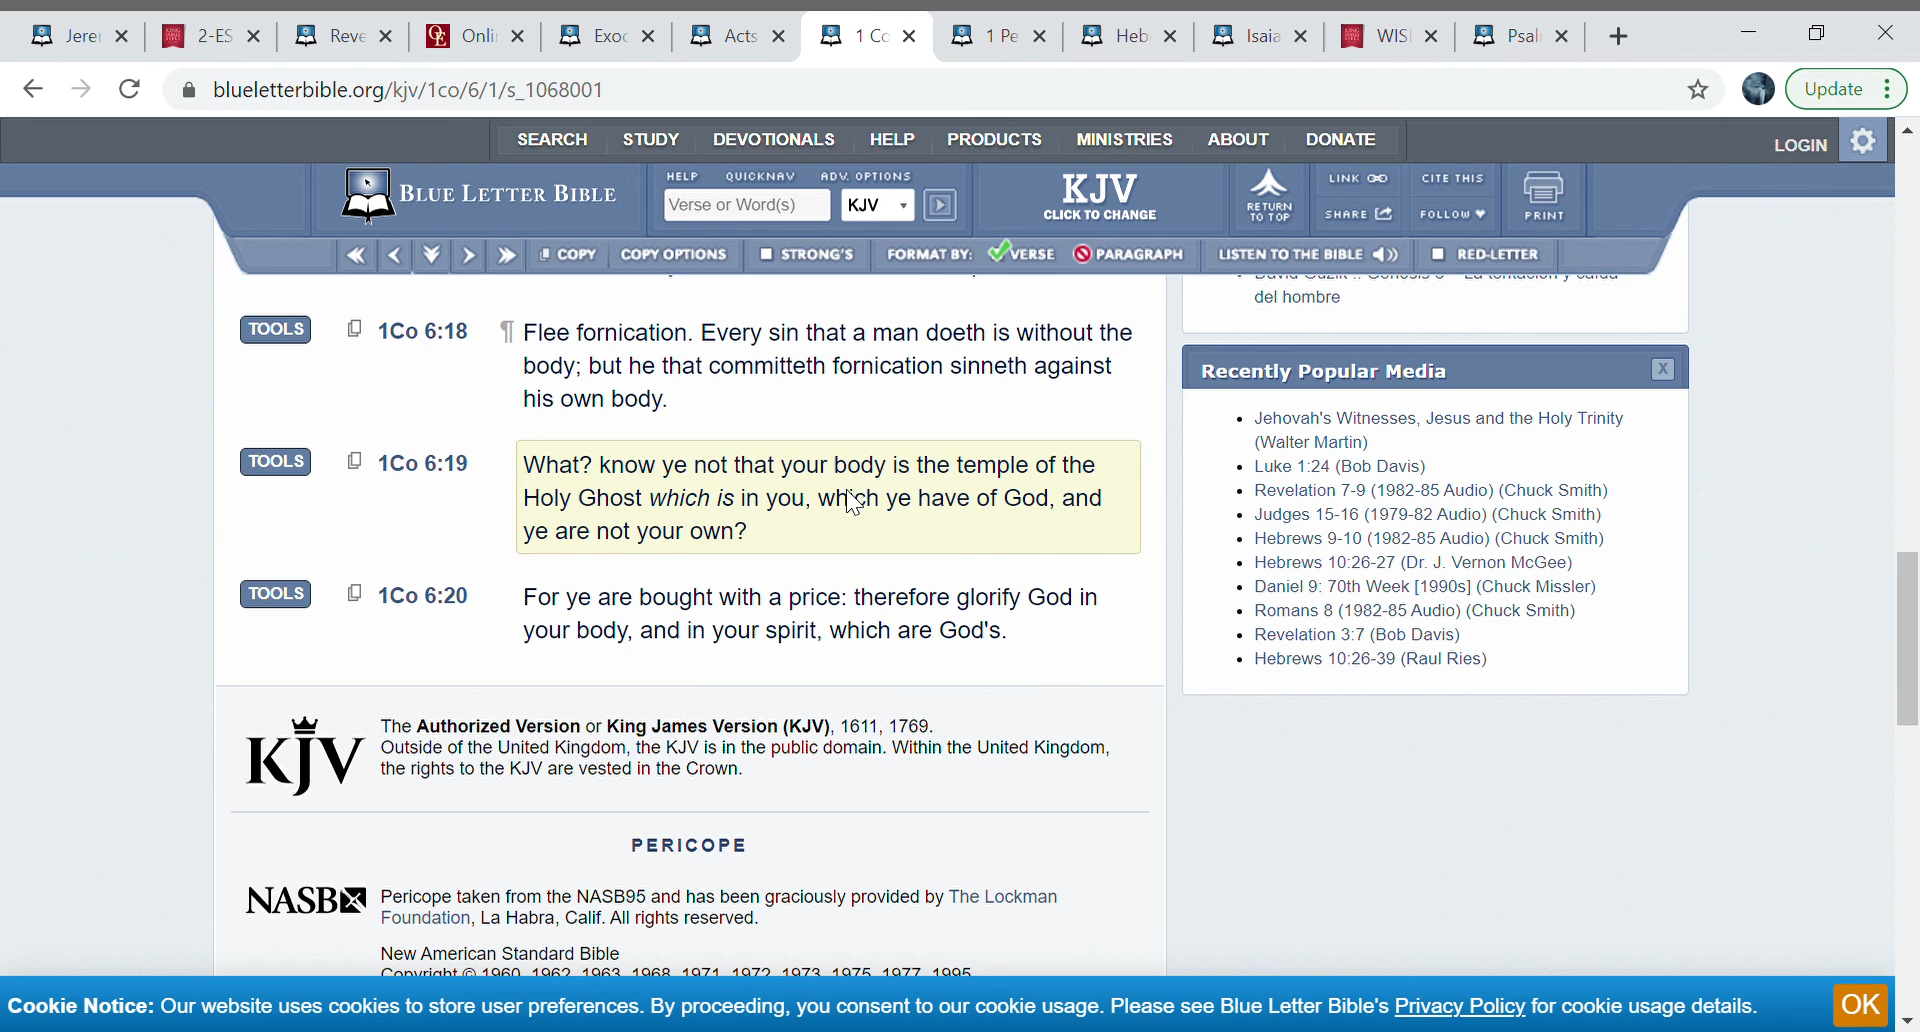 Jerer
2-ES
Reve
Onlin
Exoc
Acts
1 Co
1 Pe
Heb
Isaia
WIS
Psal
blueletterbible.org/kjv/1co/6/1/s_1068001
Update
SEARCH STUDY DEVOTIONALS HELP PRODUCTS MINISTRIES ABOUT DONATE
LOGIN
BLUE LETTER BIBLE
HELP QUICKNAV ADV. OPTIONS
Verse or Word(s)
KJV
KJV
CLICK TO CHANGE
RETURN
TO TOP
LINK
CITE THIS
SHARE
FOLLOW
PRINT
COPY COPY OPTIONS STRONG'S FORMAT BY: VERSE PARAGRAPH LISTEN TO THE BIBLE RED-LETTER
del hombre
TOOLS 1Co 6:18 ¶ Flee fornication. Every sin that a man doeth is without the
body; but he that committeth fornication sinneth against
his own body.
TOOLS 1Co 6:19 What? know ye not that your body is the temple of the
Holy Ghost which is in you, which ye have of God, and
ye are not your own?
TOOLS 1Co 6:20 For ye are bought with a price: therefore glorify God in
your body, and in your spirit, which are God's.
Recently Popular Media
X
Jehovah's Witnesses, Jesus and the Holy Trinity
(Walter Martin)
Luke 1:24 (Bob Davis)
Revelation 7-9 (1982-85 Audio) (Chuck Smith)
Judges 15-16 (1979-82 Audio) (Chuck Smith)
Hebrews 9-10 (1982-85 Audio) (Chuck Smith)
Hebrews 10:26-27 (Dr. J. Vernon McGee)
Daniel 9: 70th Week [1990s] (Chuck Missler)
Romans 8 (1982-85 Audio) (Chuck Smith)
Revelation 3:7 (Bob Davis)
Hebrews 10:26-39 (Raul Ries)
KJV
The Authorized Version or King James Version (KJV), 1611, 1769.
Outside of the United Kingdom, the KJV is in the public domain. Within the United Kingdom,
the rights to the KJV are vested in the Crown.
PERICOPE
NASB
Pericope taken from the NASB95 and has been graciously provided by The Lockman
Foundation, La Habra, Calif. All rights reserved.
New American Standard Bible
Copyright © 1960, 1962, 1963, 1968, 1971, 1972, 1973, 1975, 1977, 1995
Cookie Notice: Our website uses cookies to store user preferences. By proceeding, you consent to our cookie usage. Please see Blue Letter Bible's Privacy Policy for cookie usage details.
OK